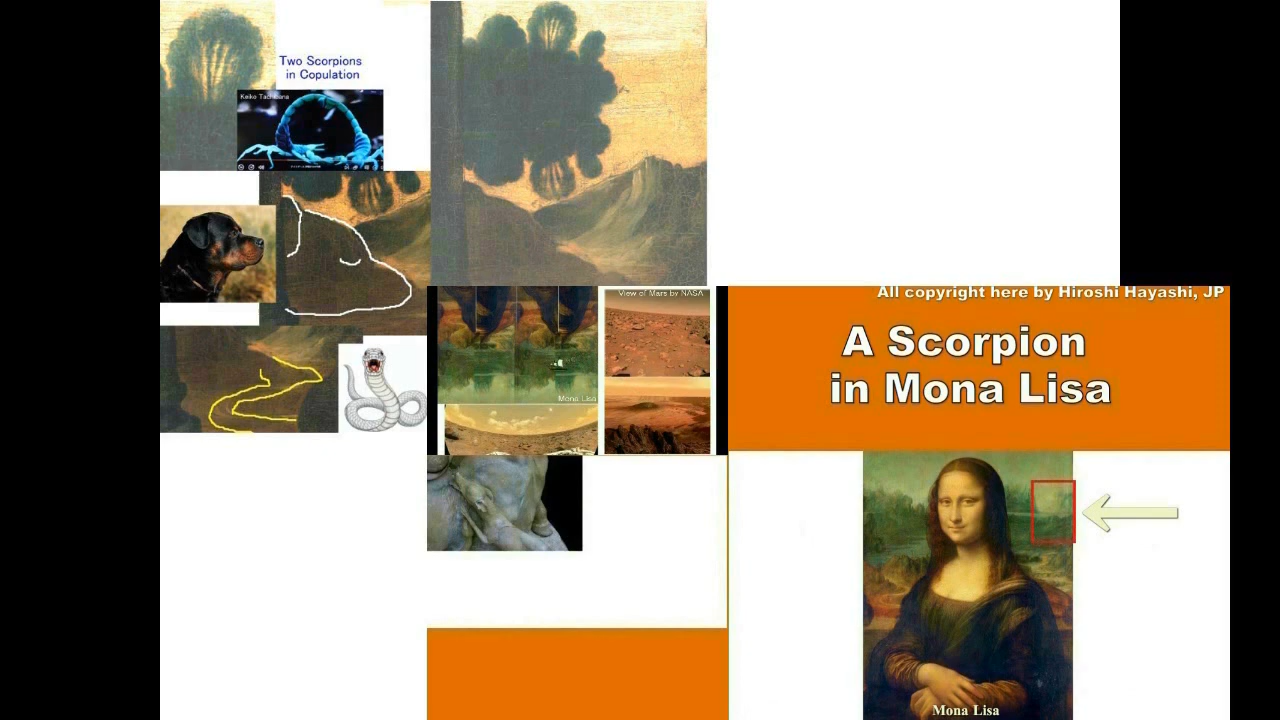 Two Scorpions
in Copulation
Keiko Tachibana
View of Mars by NASA
Mona Lisa
All copyright here by Hiroshi Hayashi, JP
A Scorpion
in Mona Lisa
Mona Lisa